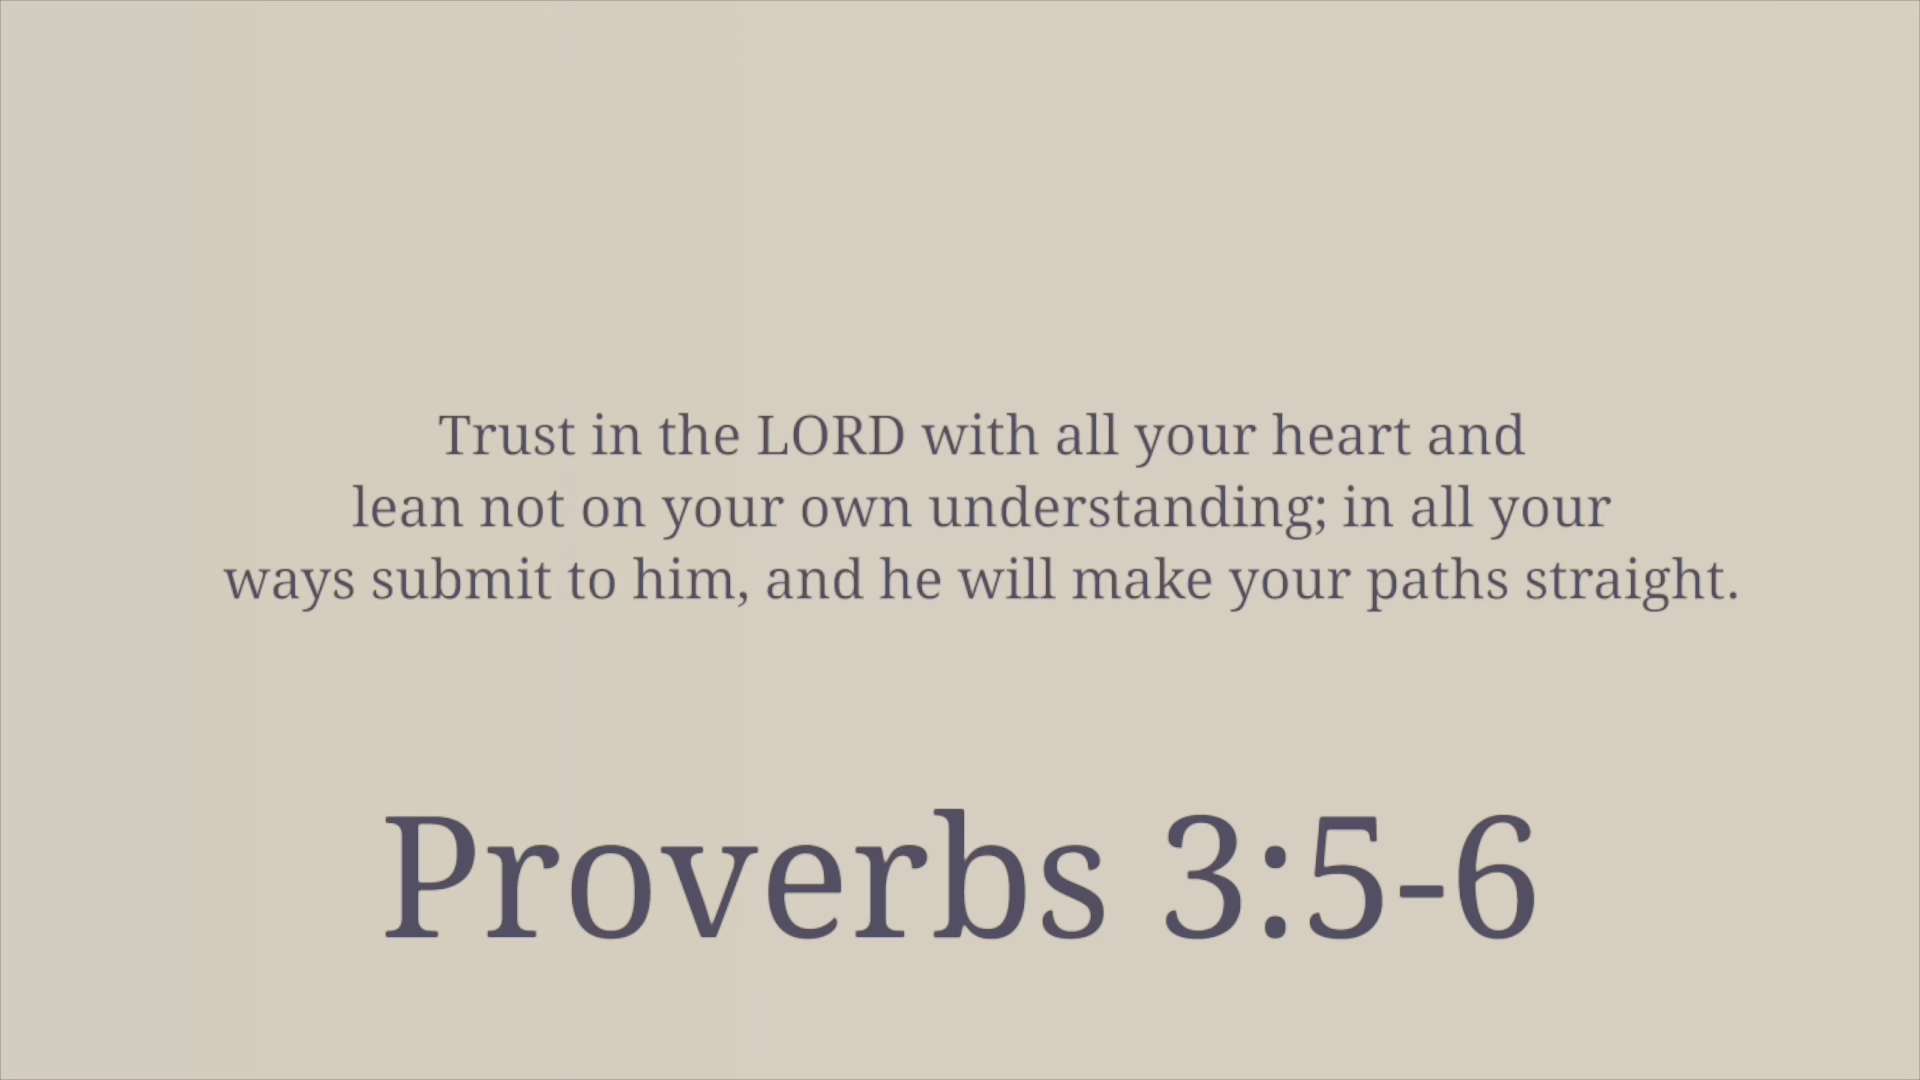 Trust in the LORD with all your heart and
lean not on your own understanding; in all your
ways submit to him, and he will make your paths straight.
Proverbs 3:5-6